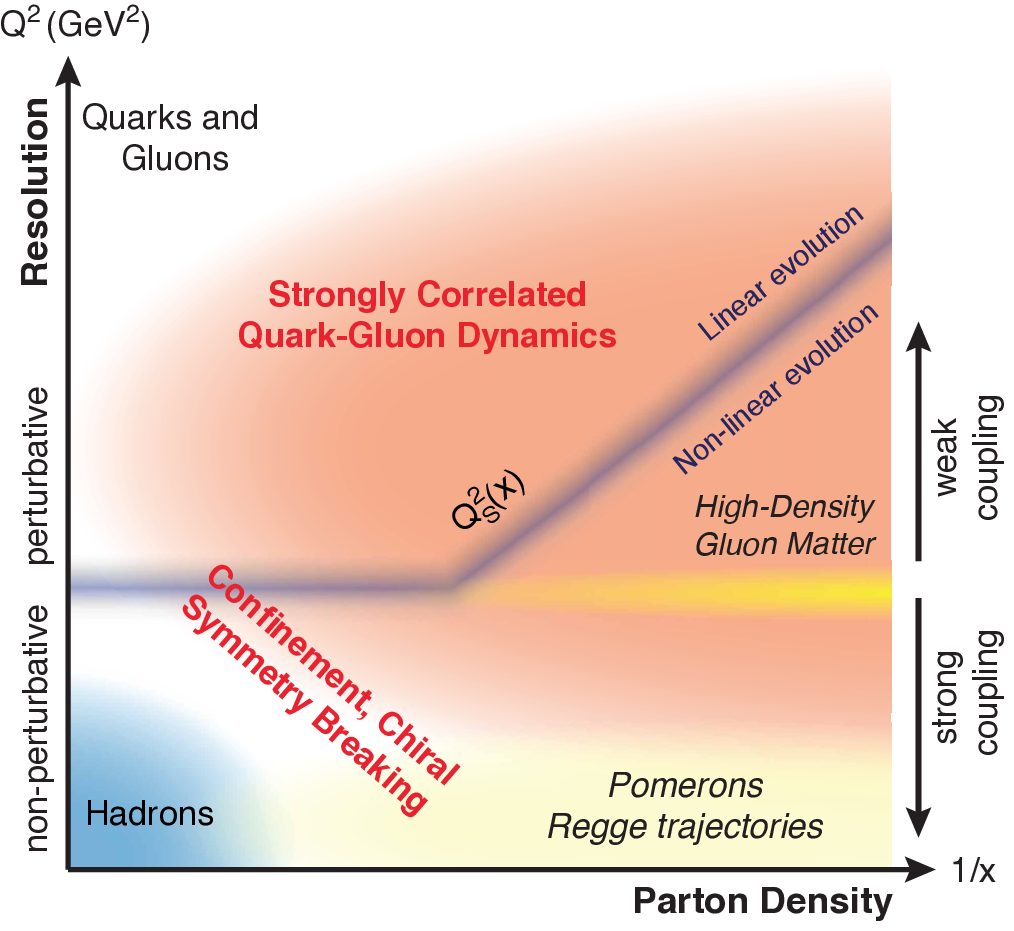 Q² (GeV²)
Resolution
Quarks and
Gluons
Strongly Correlated
Quark-Gluon Dynamics
Linear evolution
Non-linear evolution
Q²S(x)
High-Density
Gluon Matter
perturbative
non-perturbative
weak
coupling
strong
coupling
Confinement, Chiral
Symmetry Breaking
Hadrons
Pomerons
Regge trajectories
1/x
Parton Density